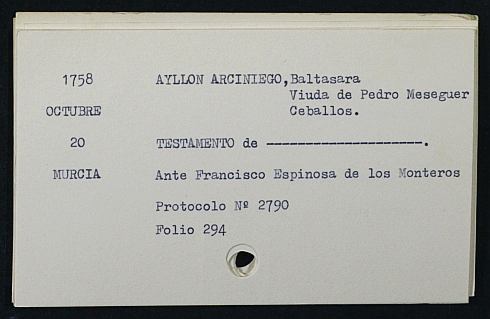 1758 AYLLON ARCINIEGO, Baltasara
Viuda de Pedro Meseguer
OCTUBRE Ceballos.
20 TESTAMENTO de ---------------------.
MURCIA Ante Francisco Espinosa de los Monteros
Protocolo Nº 2790
Folio 294